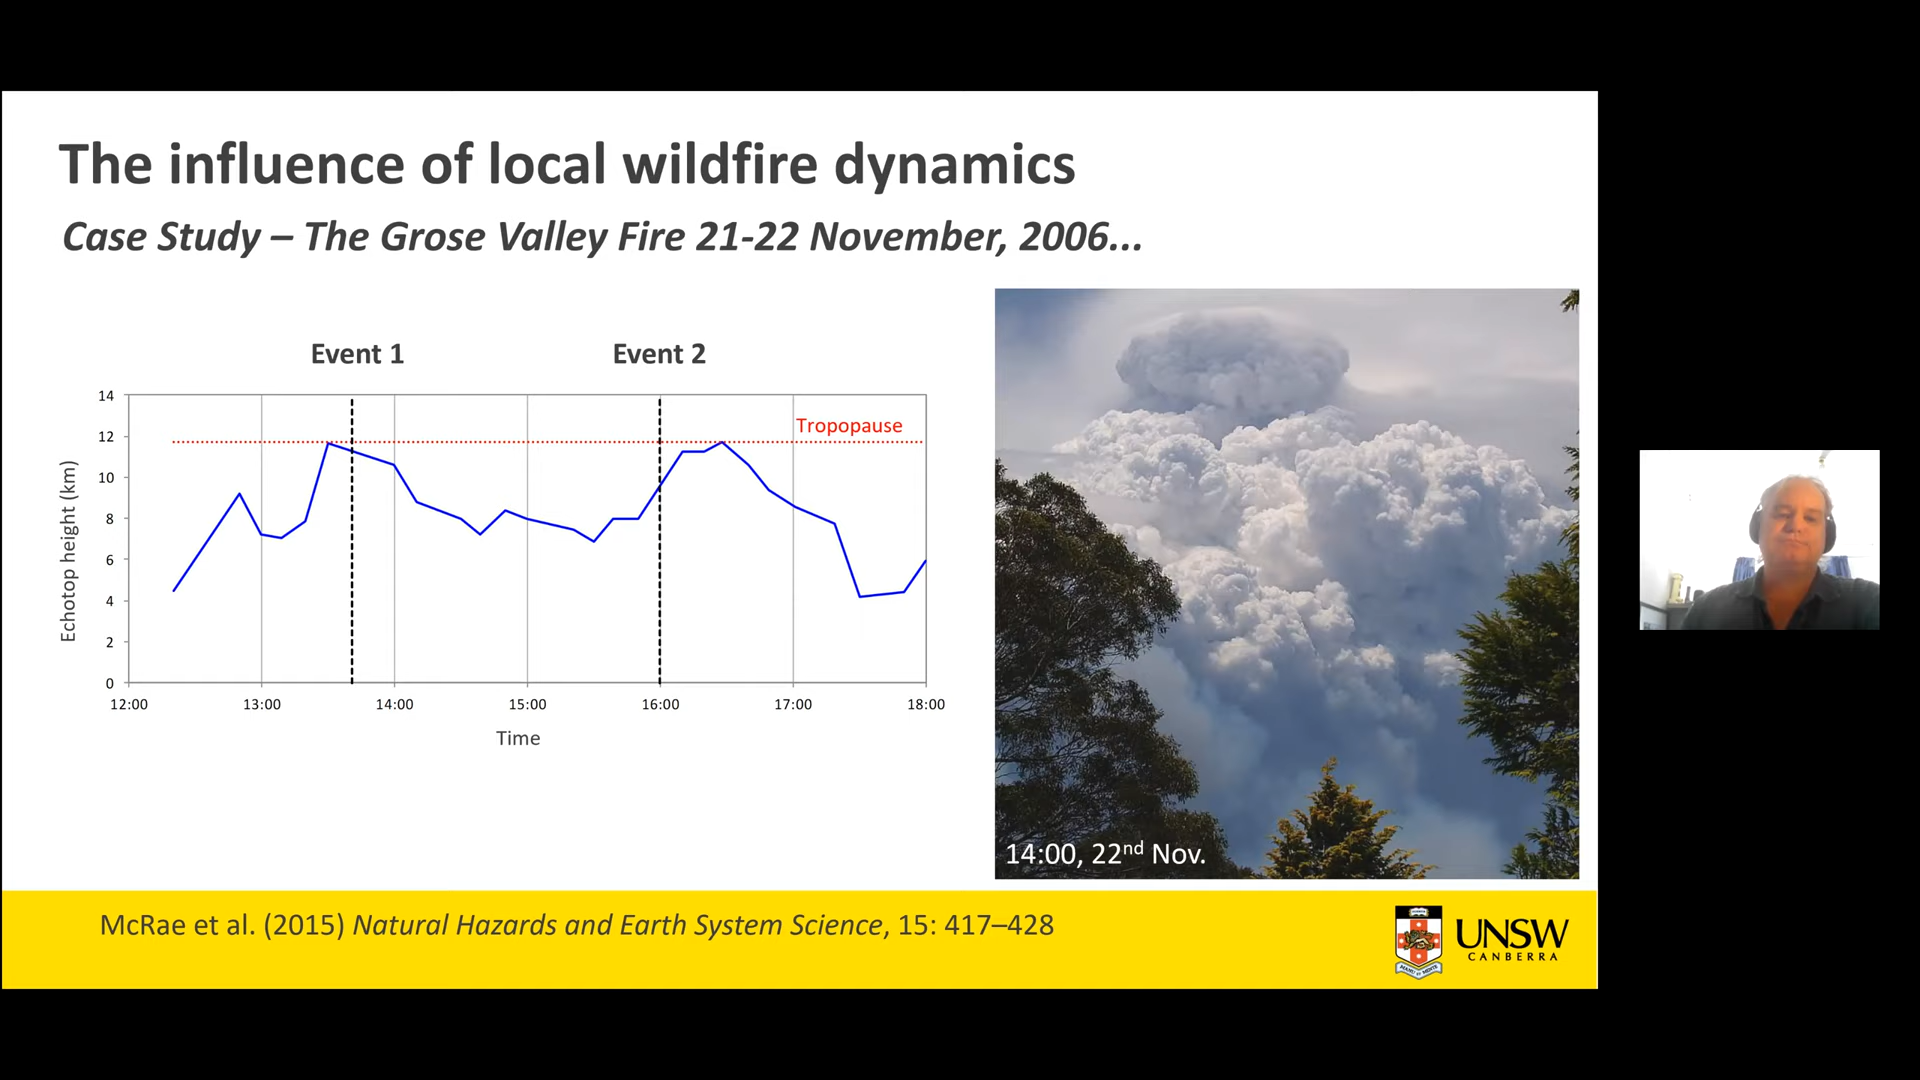 The influence of local wildfire dynamics
Case Study – The Grose Valley Fire 21-22 November, 2006...
Event 1
Event 2
14
12
10
8
6
4
2
0
Echotop height (km)
Tropopause
12:00
13:00
14:00
15:00
16:00
17:00
18:00
Time
14:00, 22nd Nov.
McRae et al. (2015) Natural Hazards and Earth System Science, 15: 417–428
UNSW
CANBERRA